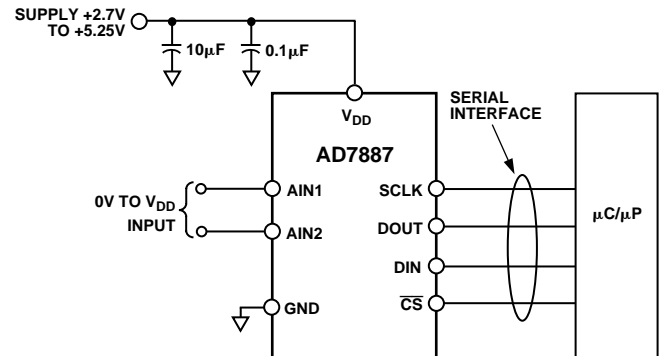 SUPPLY +2.7V
TO +5.25V
10μF
0.1μF
SERIAL
INTERFACE
VDD
AD7887
0V TO VDD
INPUT
AIN1
AIN2
GND
SCLK
DOUT
DIN
CS
μC/μP